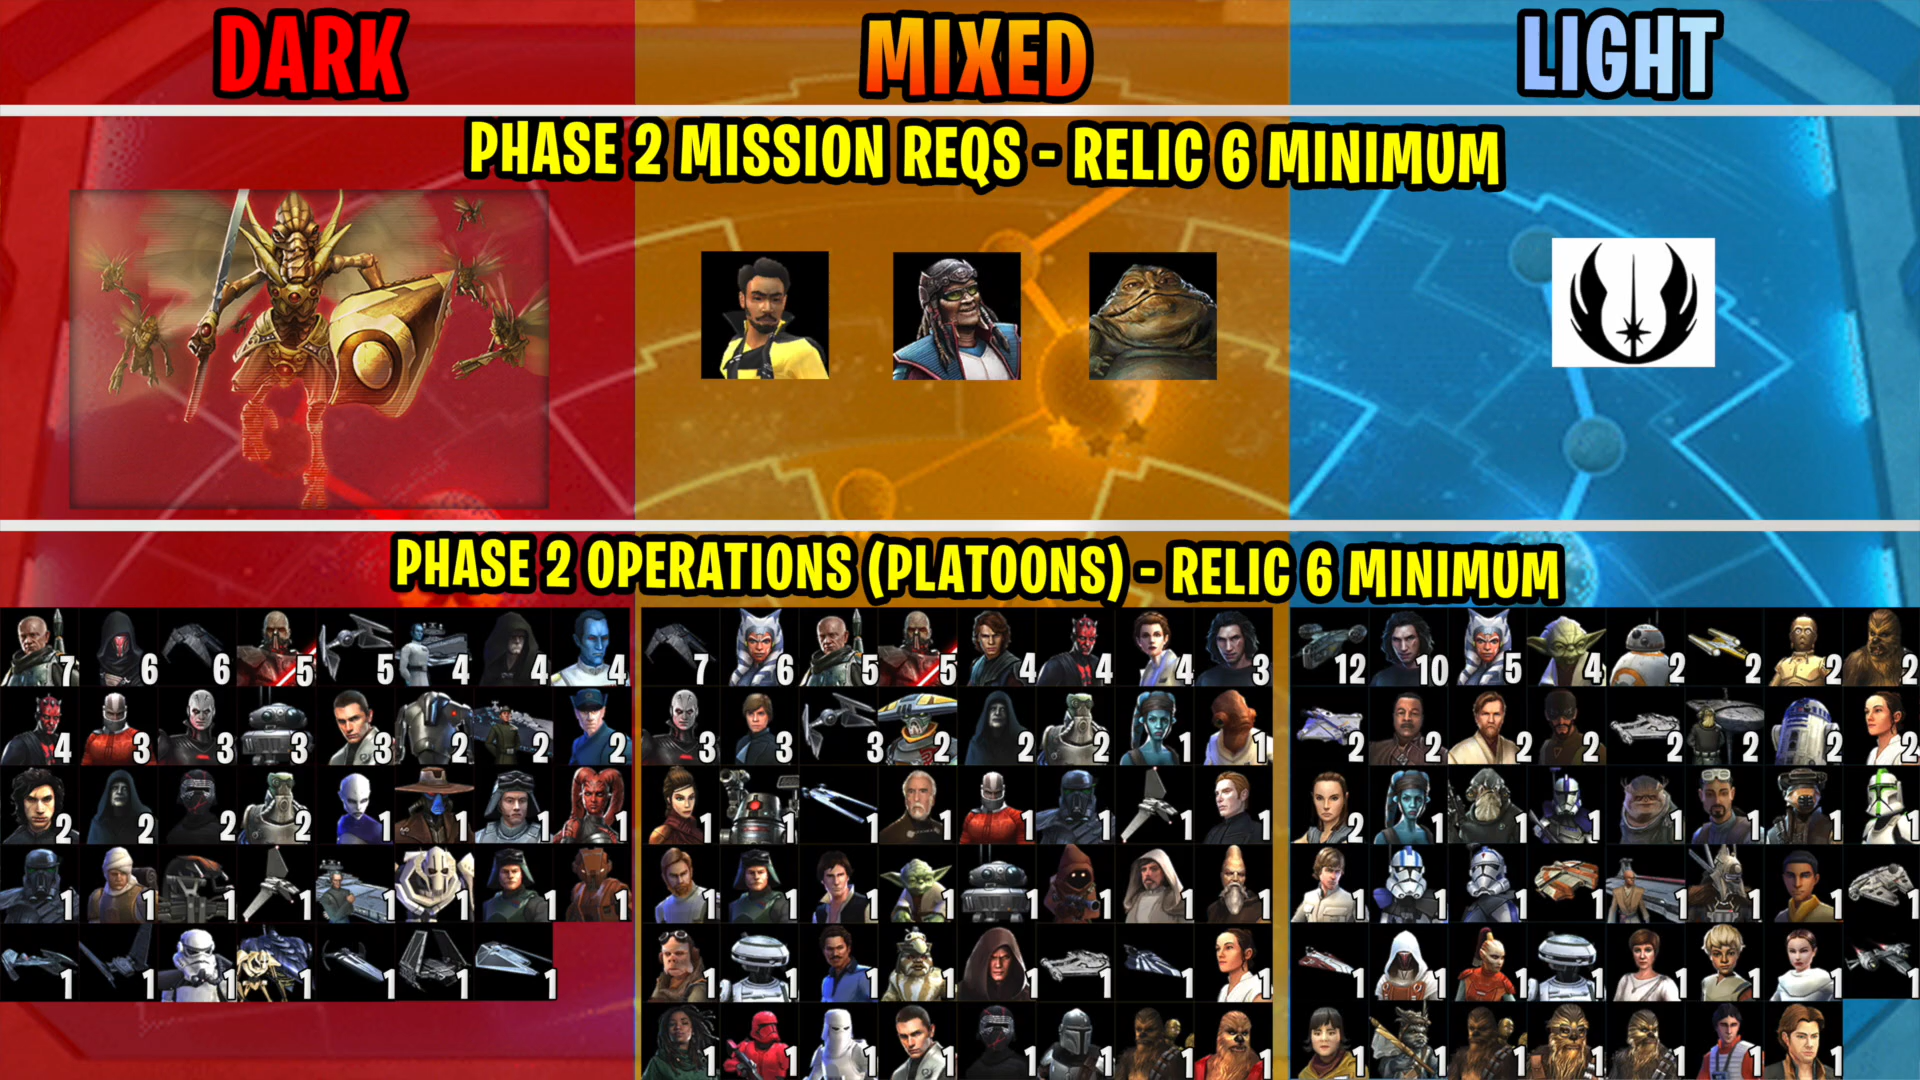 DARK MIXED LIGHT
PHASE 2 MISSION REQS - RELIC 6 MINIMUM
PHASE 2 OPERATIONS (PLATOONS) - RELIC 6 MINIMUM
7 6 6 5 5 4 4 4 7 6 5 5 4 4 4 3 12 10 5 4 2 2 2 2
4 3 3 3 3 2 2 2 3 3 3 2 2 2 1 1 2 2 2 2 2 2 2 2
2 2 2 2 1 1 1 1 1 1 1 1 1 1 1 1 2 1 1 1 1 1 1 1
1 1 1 1 1 1 1 1 1 1 1 1 1 1 1 1 1 1 1 1 1 1 1 1
1 1 1 1 1 1 1 1 1 1 1 1 1 1 1 1 1 1 1 1 1 1 1
1 1 1 1 1 1 1 1 1 1 1 1 1 1 1